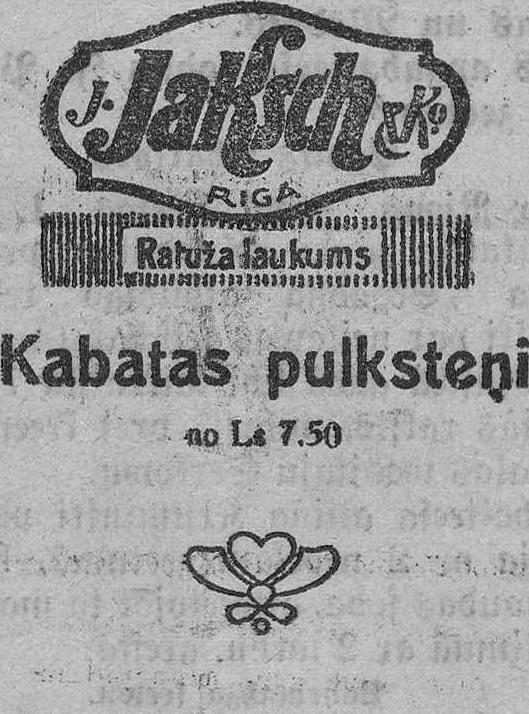 J. Jaksch & Ko
RIGA
Ratuža laukums
Kabatas pulksteņi
no Ls 7.50